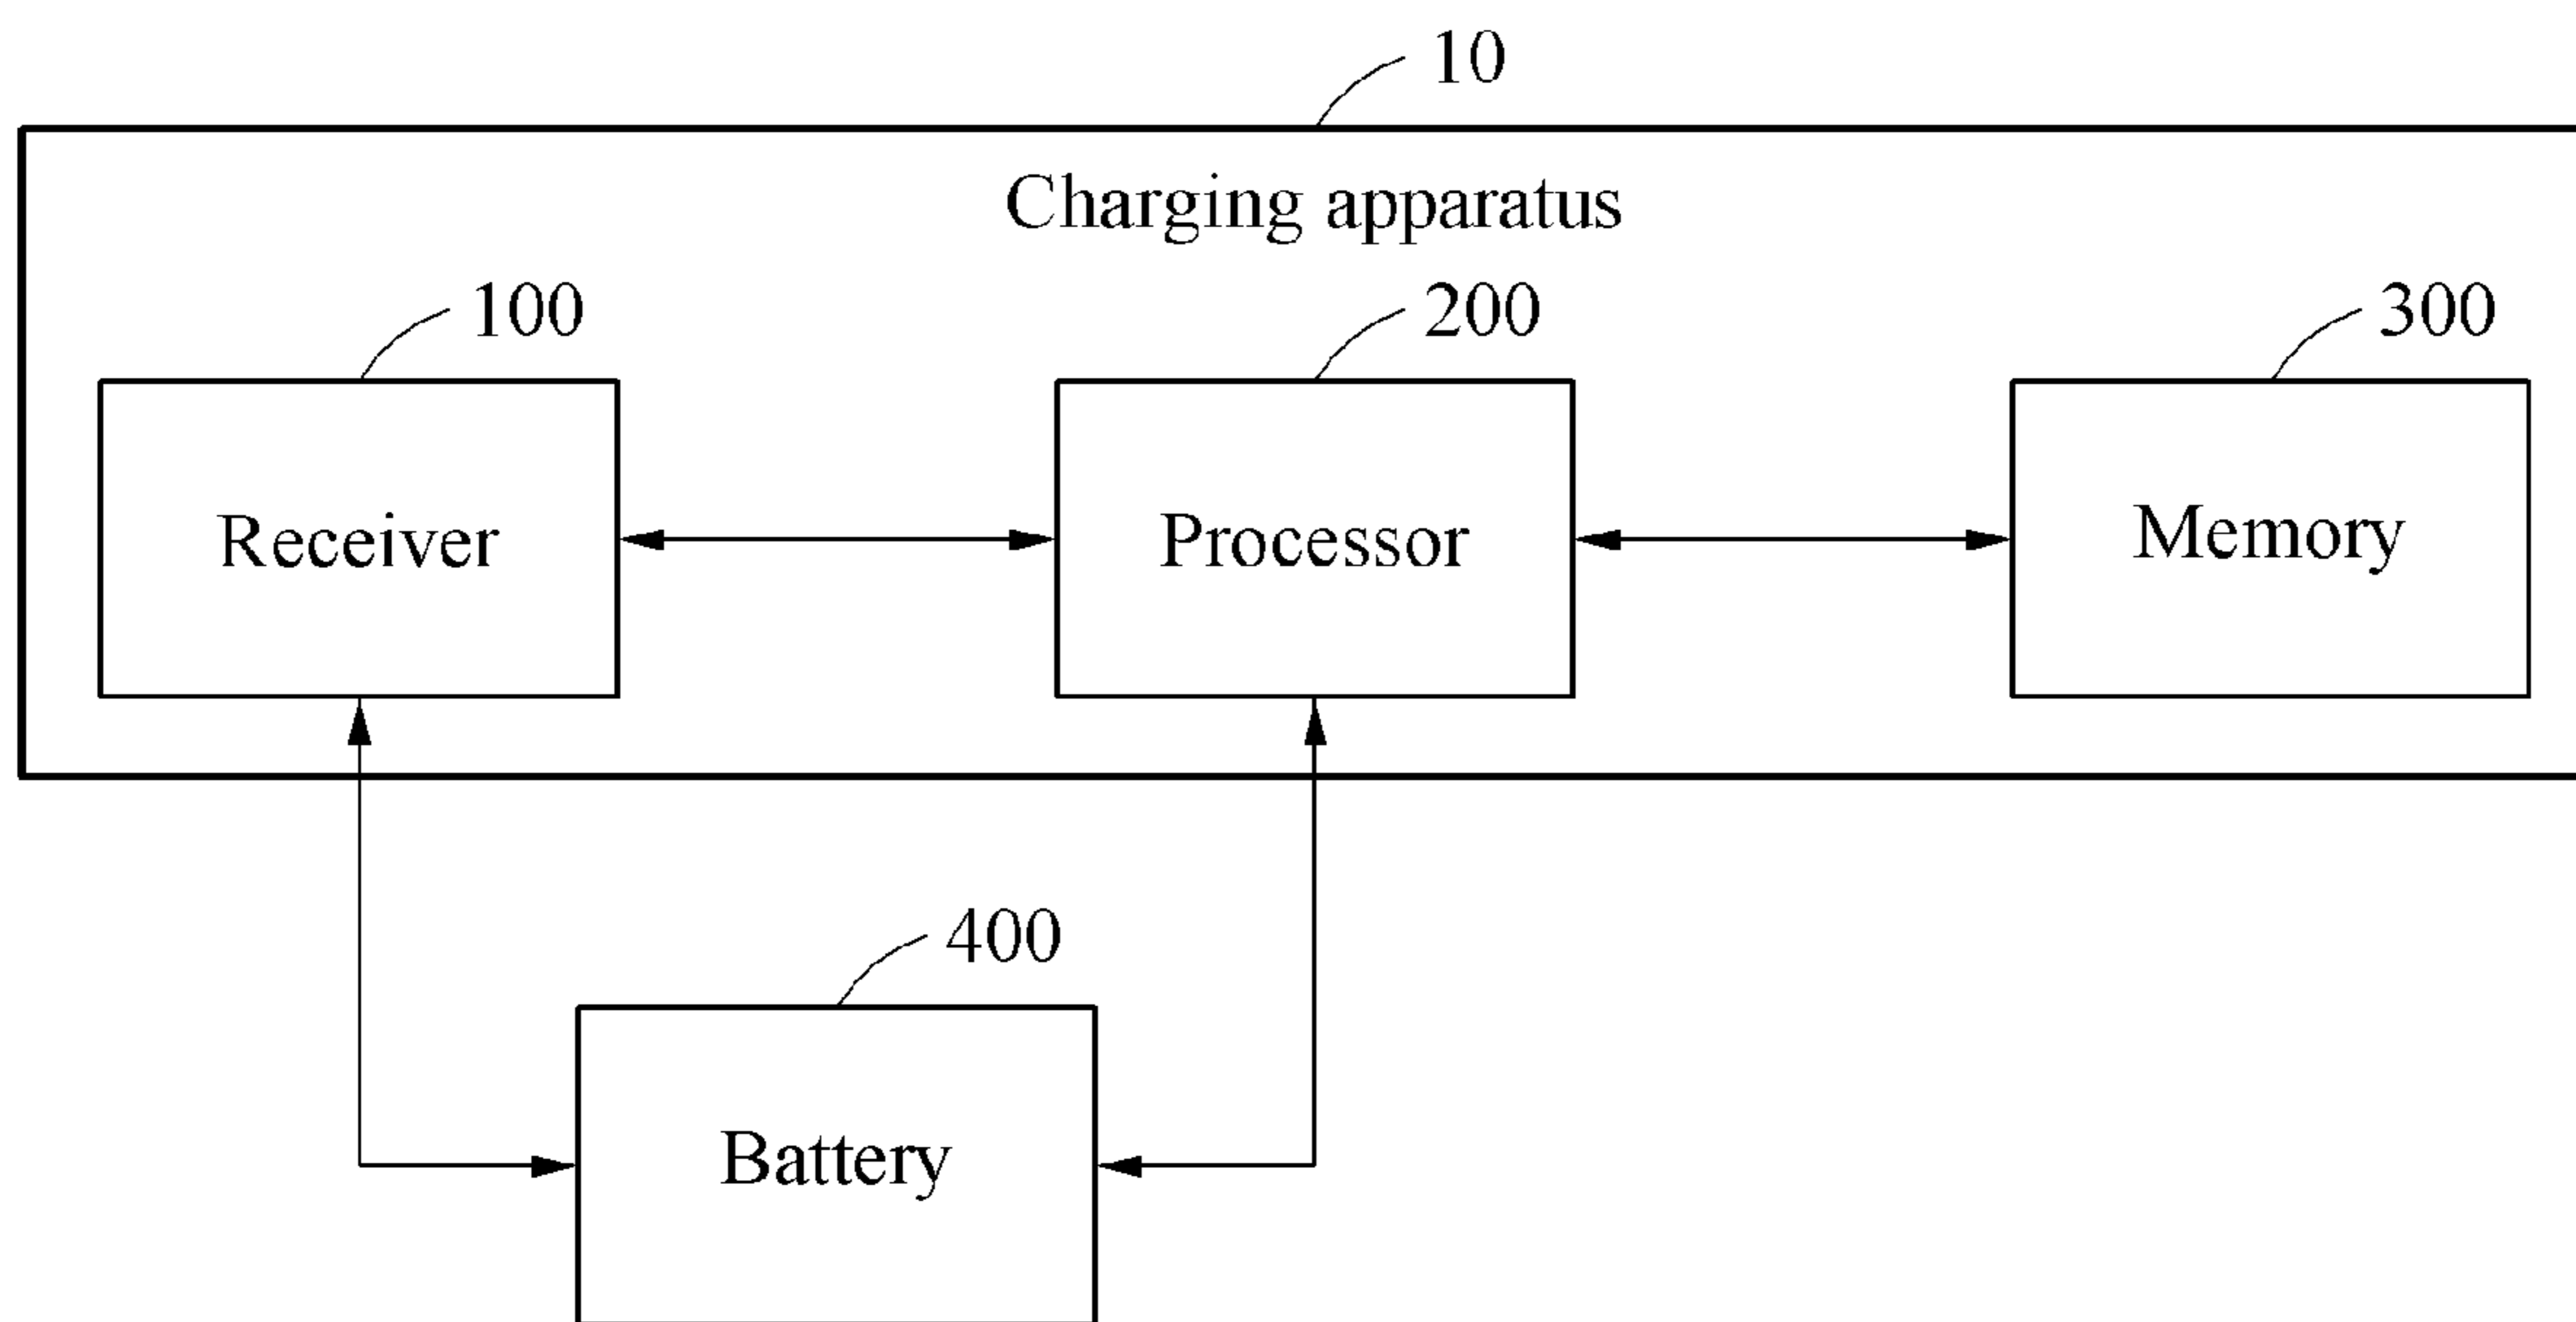 10
Charging apparatus
100
200
300
Receiver
Processor
Memory
400
Battery